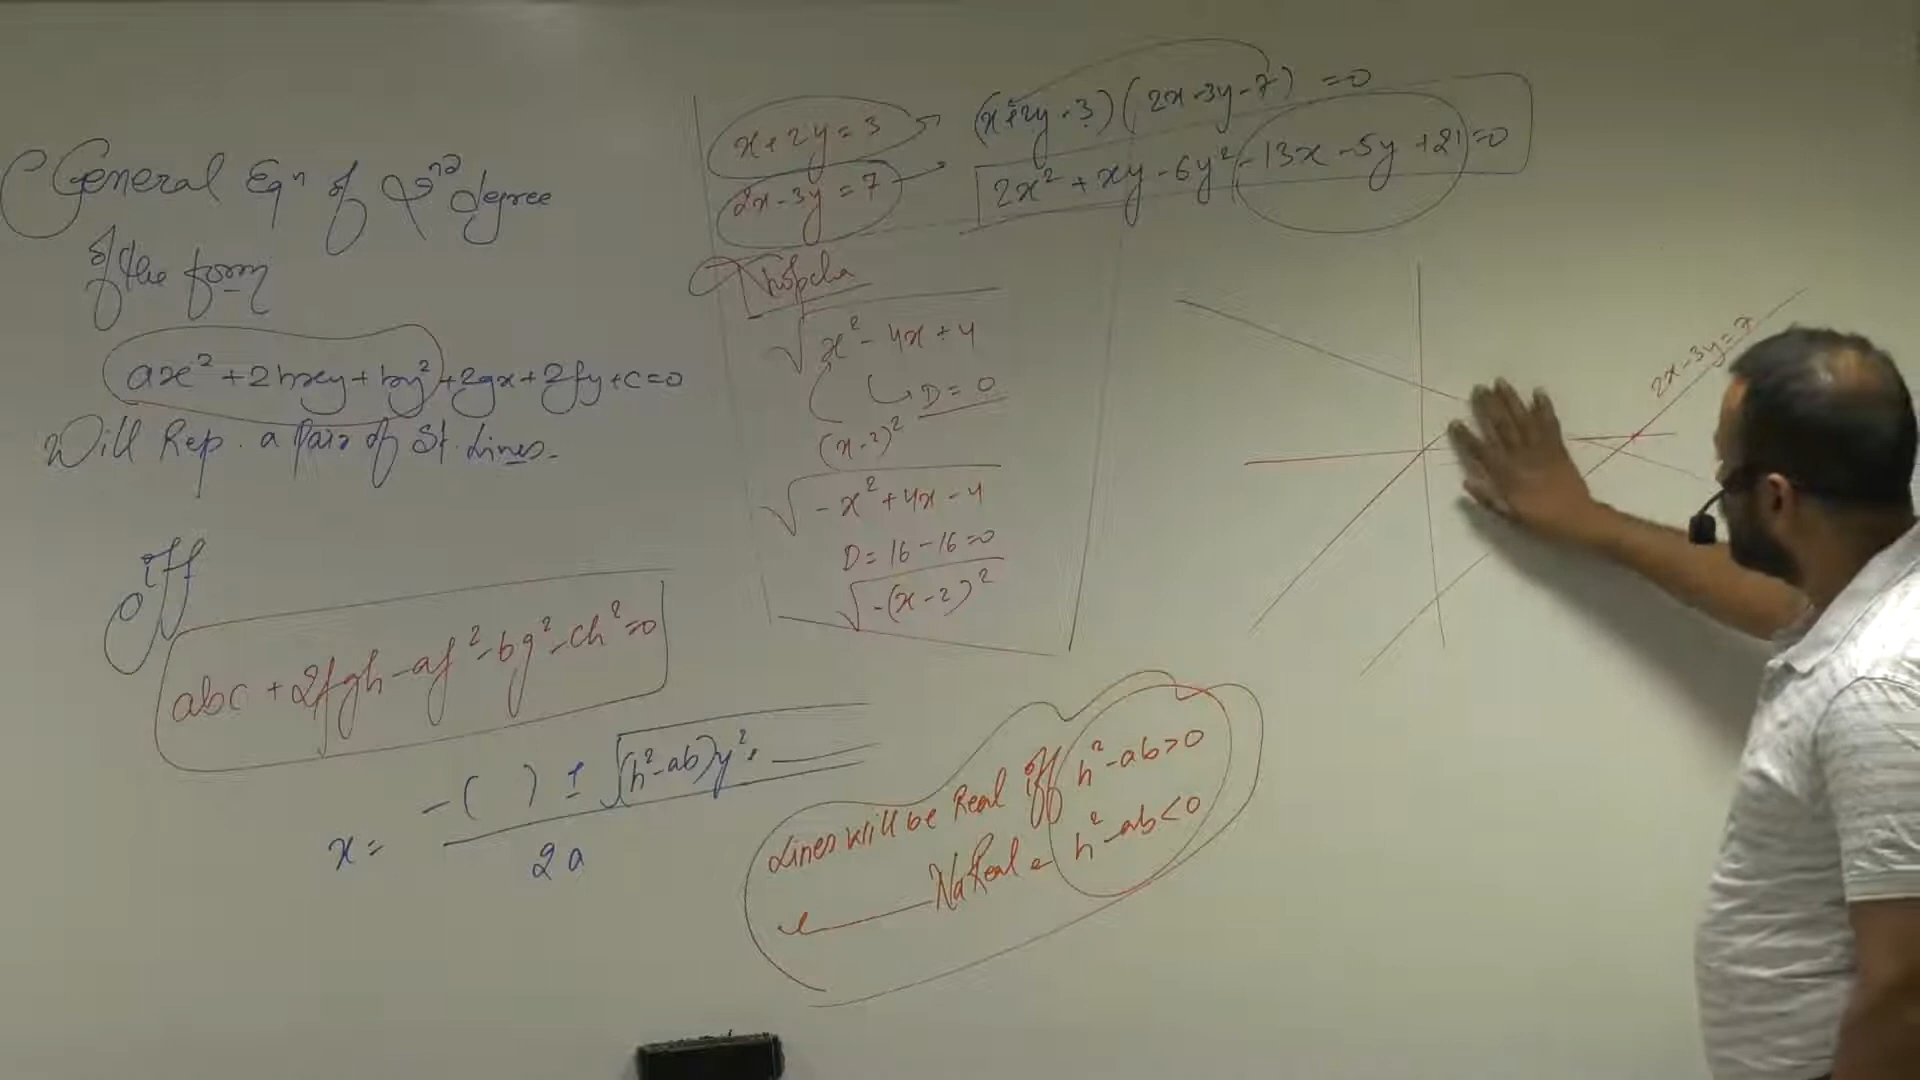 General Eqn of 2nd degree
of the form
ax² + 2hxy + by² + 2gx + 2fy + c = 0
Will Rep. a Pair of St. Lines.
iff
abc + 2fgh - af² - bg² - ch² = 0
x = -( ) ± √(h²-ab)y² + 
2a
x + 2y = 3 → (x+2y-3)(2x-3y-7) = 0
2x - 3y = 7 → 2x² + xy - 6y² - 13x - 5y + 21 = 0
√x² - 4x + 4
↳ D = 0
(x-2)²
√-x² + 4x - 4
D = 16 - 16 = 0
√-(x-2)²
Lines will be Real iff h² - ab > 0
h² - ab < 0
2x - 3y = 7